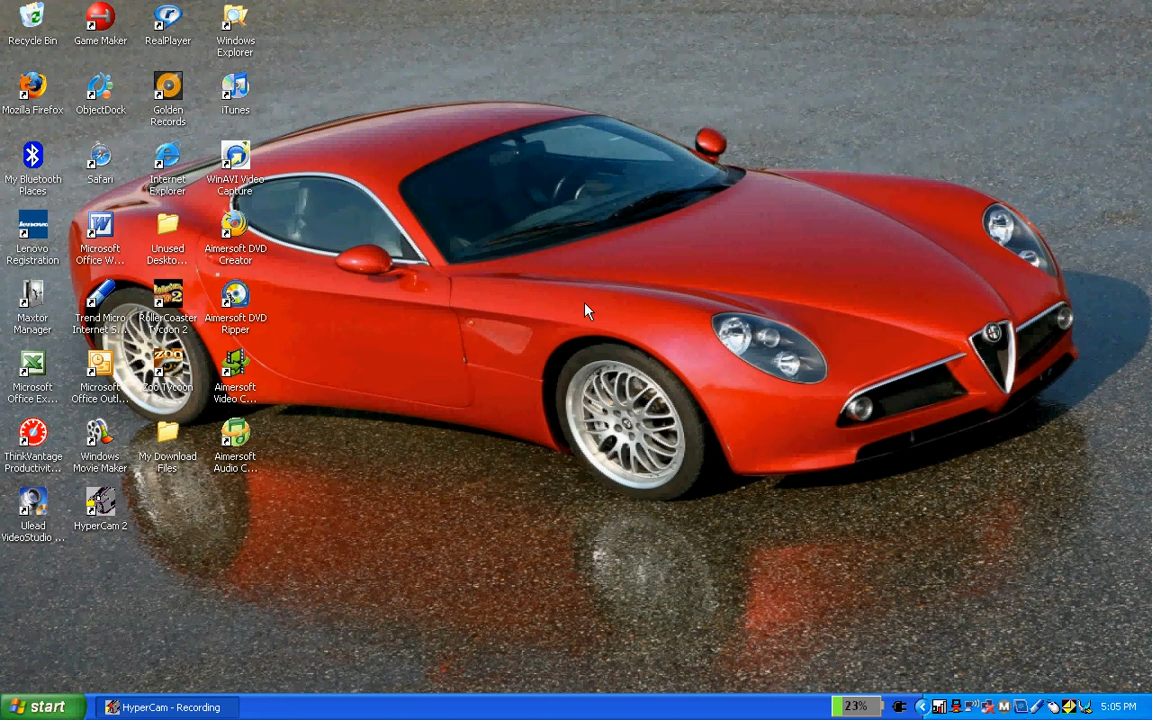 Recycle Bin
Game Maker
RealPlayer
Windows
Explorer
Mozilla Firefox
ObjectDock
Golden
Records
iTunes
My Bluetooth
Places
Safari
Internet
Explorer
WinAVI Video
Capture
Lenovo
Registration
Microsoft
Office W...
Unused
Deskto...
Aimersoft DVD
Creator
Maxtor
Manager
Trend Micro
Internet S...
RollerCoaster
Tycoon 2
Aimersoft DVD
Ripper
Microsoft
Office Ex...
Microsoft
Office Outl...
Zoo Tycoon
Aimersoft
Video C...
ThinkVantage
Productivit...
Windows
Movie Maker
My Download
Files
Aimersoft
Audio C...
Ulead
VideoStudio ...
HyperCam 2
start
HyperCam - Recording
23%
5:05 PM